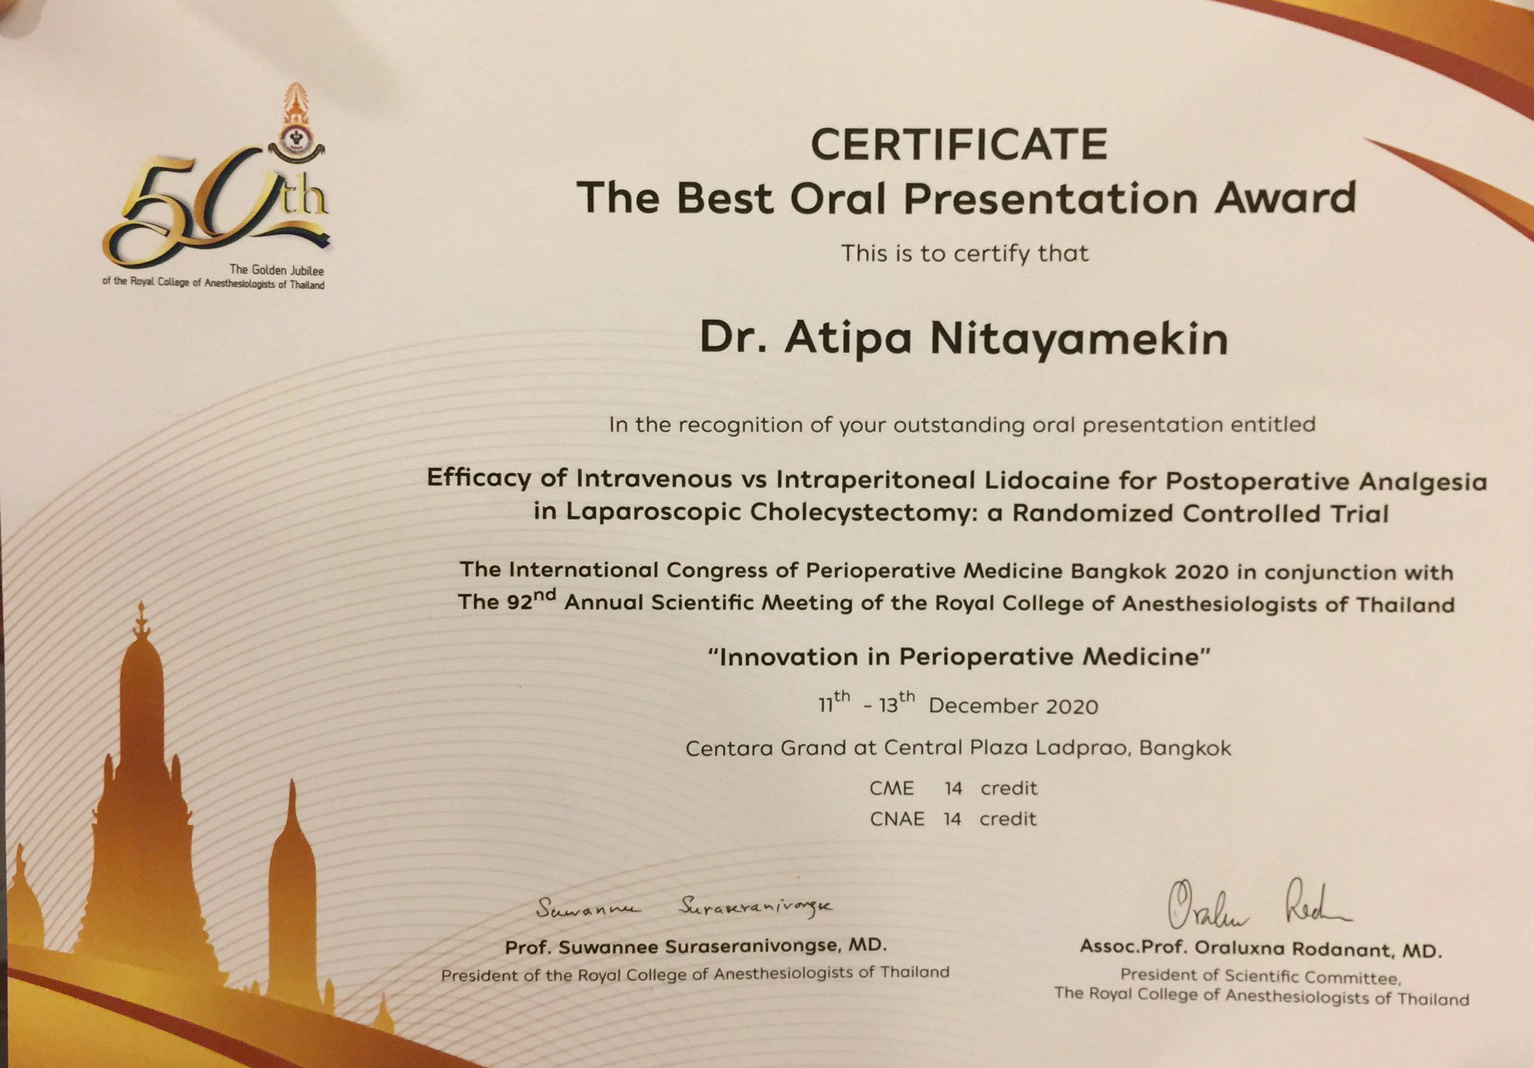 50th
The Golden Jubilee
of the Royal College of Anesthesiologists of Thailand
CERTIFICATE
The Best Oral Presentation Award
This is to certify that
Dr. Atipa Nitayamekin
In the recognition of your outstanding oral presentation entitled
Efficacy of Intravenous vs Intraperitoneal Lidocaine for Postoperative Analgesia
in Laparoscopic Cholecystectomy: a Randomized Controlled Trial
The International Congress of Perioperative Medicine Bangkok 2020 in conjunction with
The 92nd Annual Scientific Meeting of the Royal College of Anesthesiologists of Thailand
“Innovation in Perioperative Medicine”
11th - 13th December 2020
Centara Grand at Central Plaza Ladprao, Bangkok
CME 14 credit
CNAE 14 credit
Suwannee Suraseranivongse
Prof. Suwannee Suraseranivongse, MD.
President of the Royal College of Anesthesiologists of Thailand
Assoc.Prof. Oraluxna Rodanant, MD.
President of Scientific Committee,
The Royal College of Anesthesiologists of Thailand